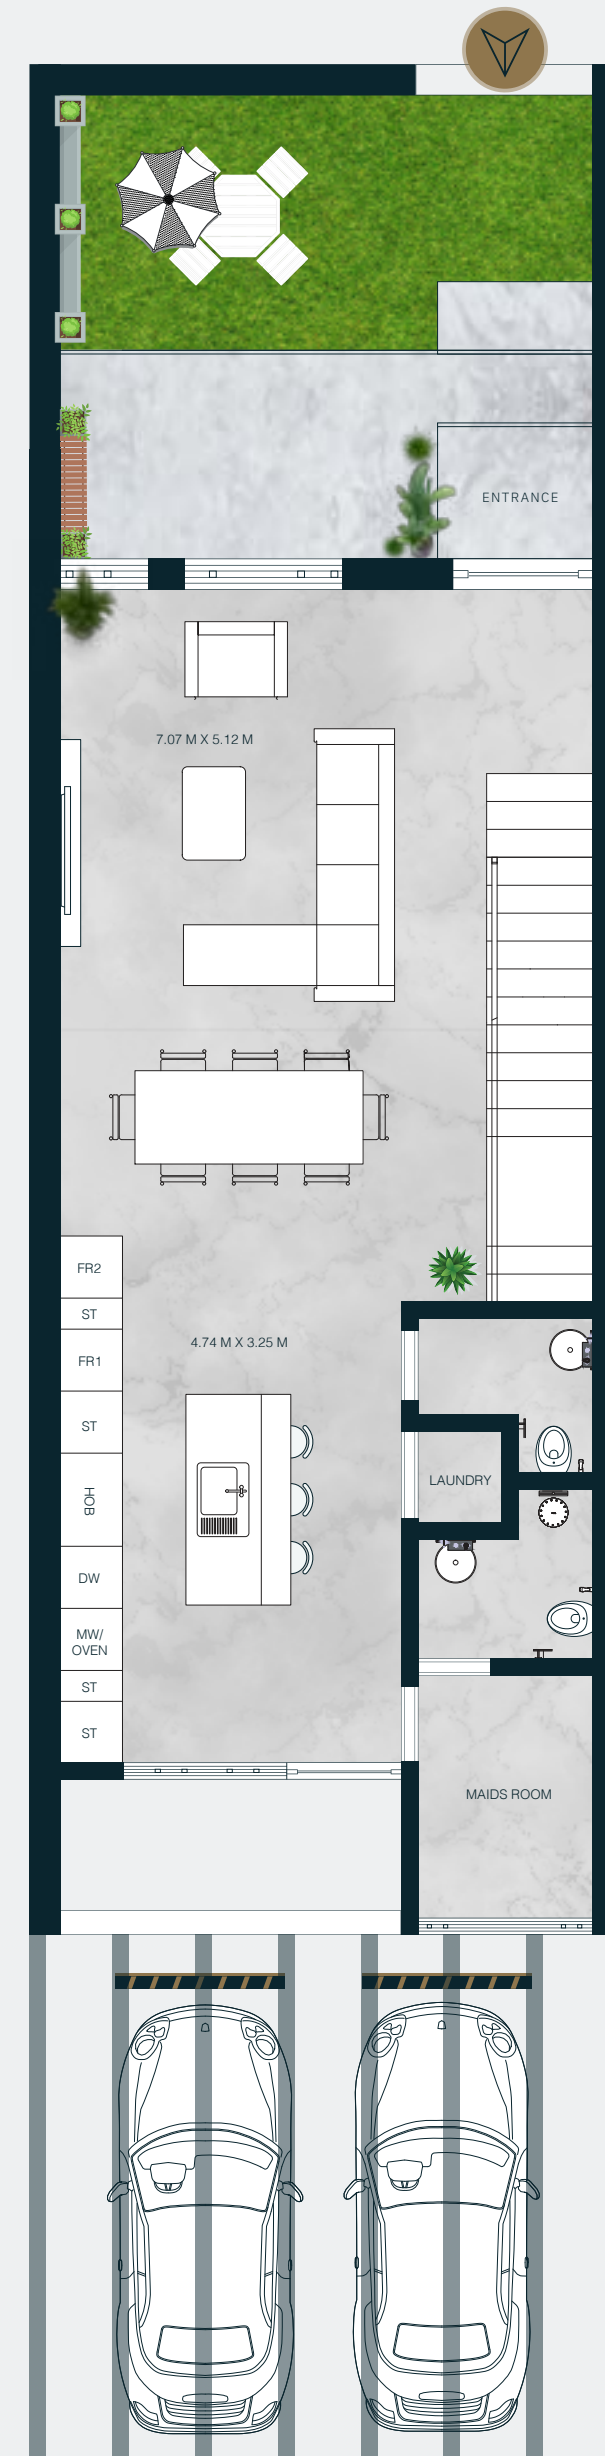 ENTRANCE
7.07 M X 5.12 M
FR2
ST
FR1
4.74 M X 3.25 M
ST
HOB
LAUNDRY
DW
MW/
OVEN
ST
ST
MAIDS ROOM